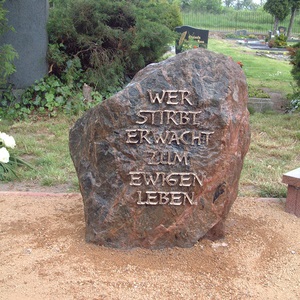 WER
STIRBT,
ERWACHT
ZUM
EWIGEN
LEBEN.